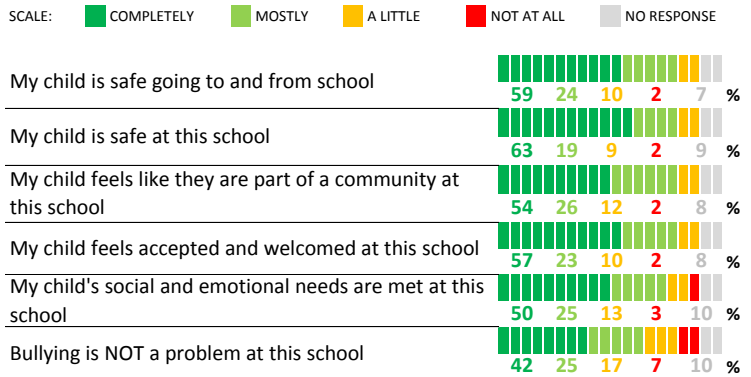 SCALE: COMPLETELY MOSTLY A LITTLE NOT AT ALL NO RESPONSE
My child is safe going to and from school
59 24 10 2 7 %
My child is safe at this school
63 19 9 2 9 %
My child feels like they are part of a community at
this school
54 26 12 2 8 %
My child feels accepted and welcomed at this school
57 23 10 2 8 %
My child's social and emotional needs are met at this
school
50 25 13 3 10 %
Bullying is NOT a problem at this school
42 25 17 7 10 %